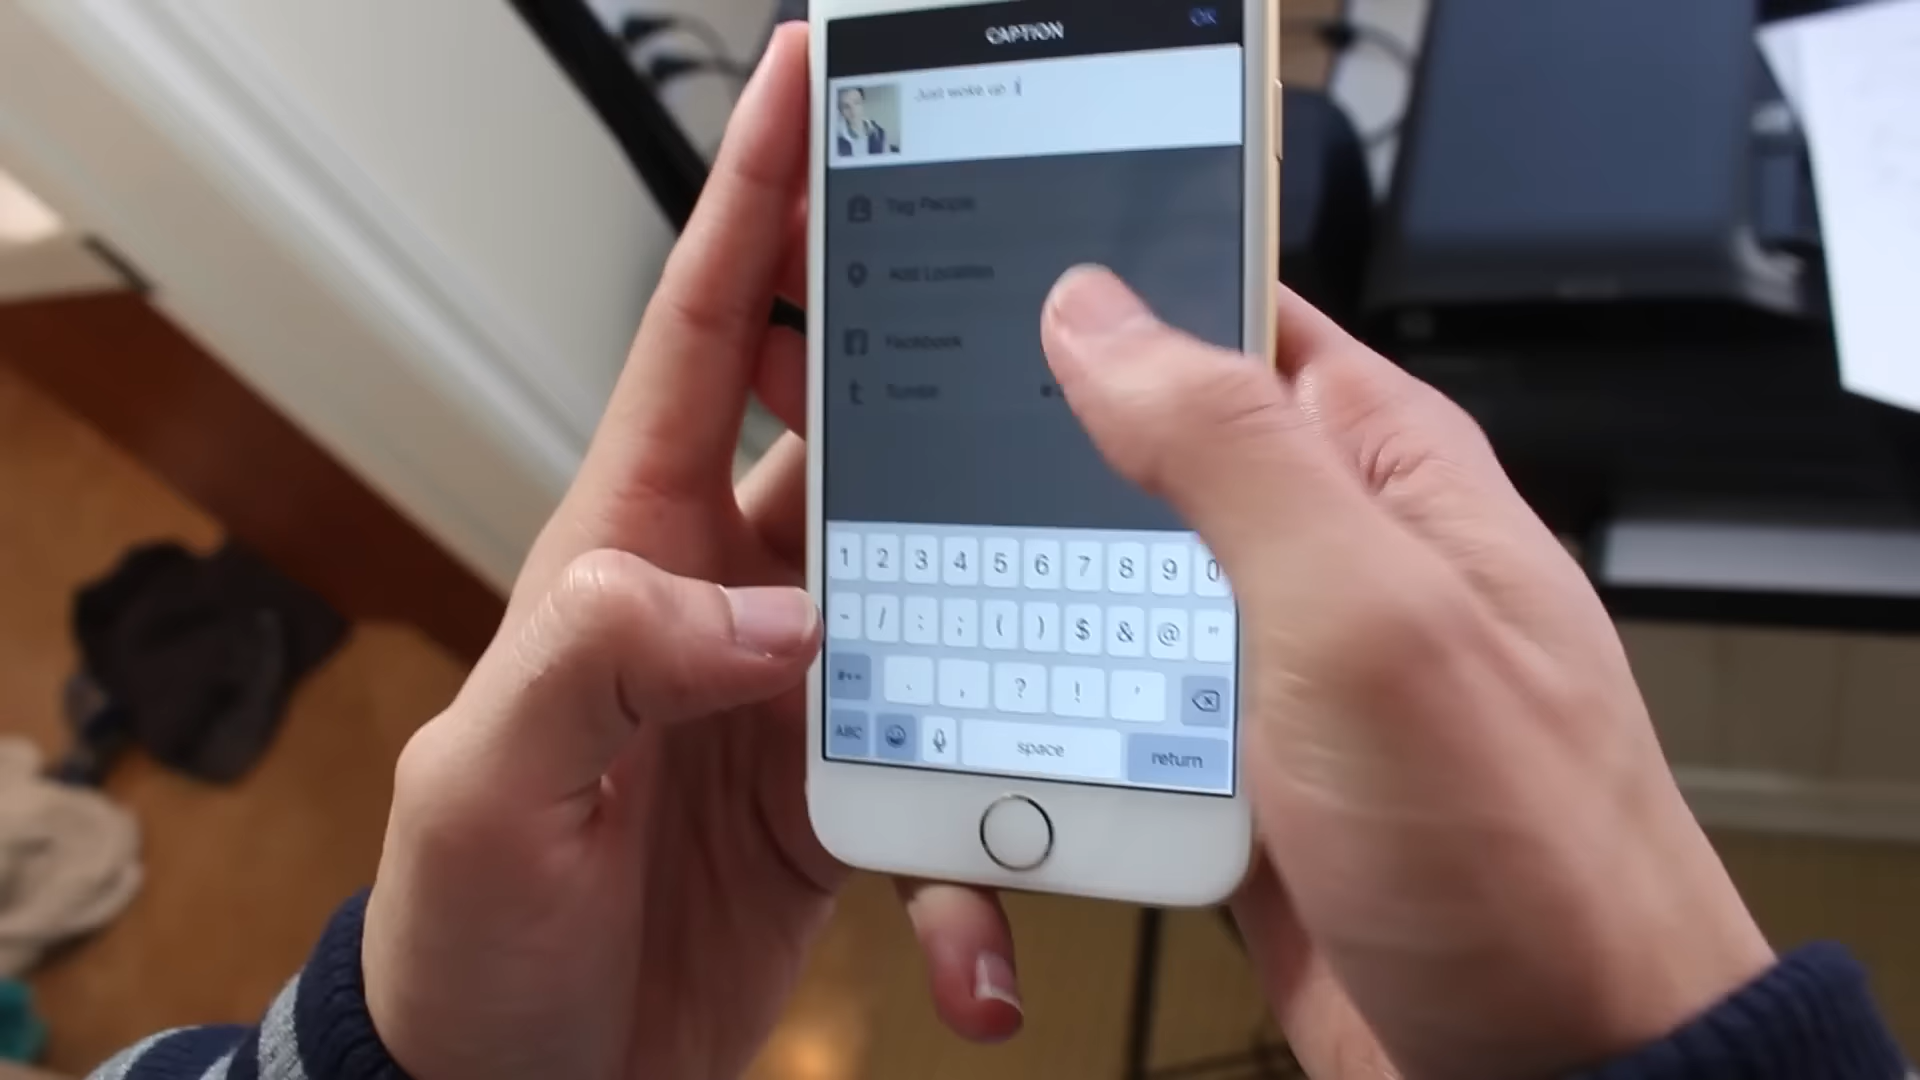 CAPTION OK
Just woke up :
Tag People
Add Location
Facebook
Tumblr
1 2 3 4 5 6 7 8 9 0
- / : ; ( ) $ & @ "
#+= . , ? ! '
ABC space return